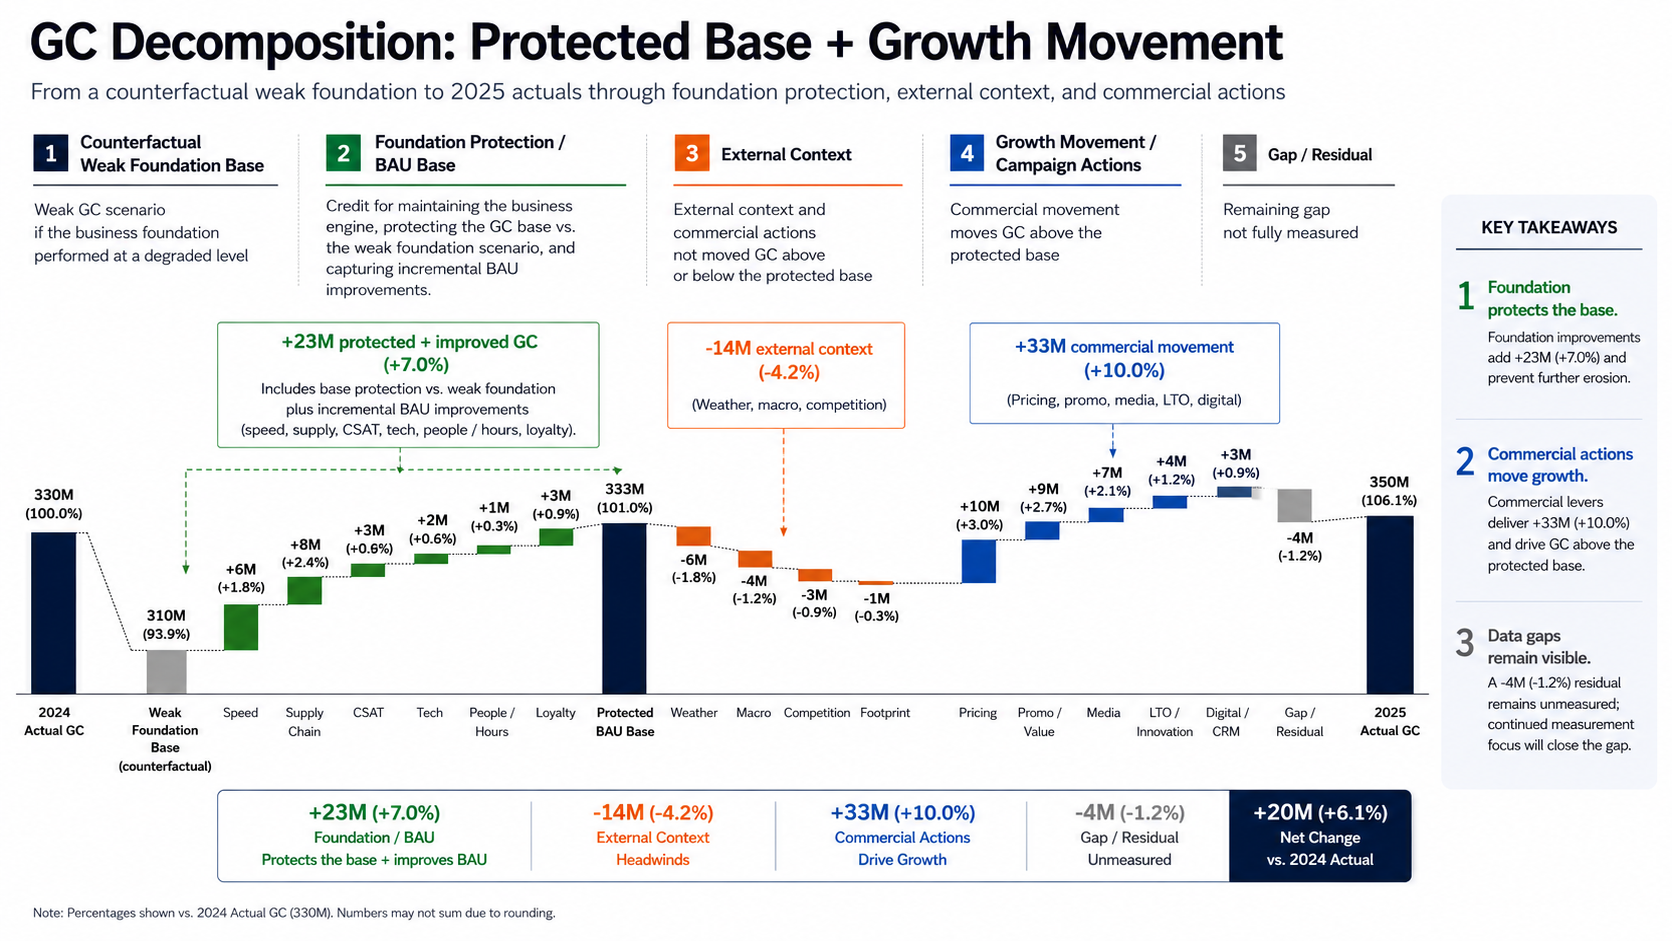 GC Decomposition: Protected Base + Growth Movement
From a counterfactual weak foundation to 2025 actuals through foundation protection, external context, and commercial actions
1
Counterfactual
Weak Foundation Base
Weak GC scenario
if the business foundation
performed at a degraded level
2
Foundation Protection /
BAU Base
Credit for maintaining the business
engine, protecting the GC base vs.
the weak foundation scenario, and
capturing incremental BAU
improvements.
3
External Context
External context and
commercial actions
not moved GC above
or below the protected base
4
Growth Movement /
Campaign Actions
Commercial movement
moves GC above the
protected base
5
Gap / Residual
Remaining gap
not fully measured
+23M protected + improved GC
(+7.0%)
Includes base protection vs. weak foundation
plus incremental BAU improvements
(speed, supply, CSAT, tech, people / hours, loyalty).
-14M external context
(-4.2%)
(Weather, macro, competition)
+33M commercial movement
(+10.0%)
(Pricing, promo, media, LTO, digital)
330M
(100.0%)
310M
(93.9%)
+6M
(+1.8%)
+8M
(+2.4%)
+3M
(+0.6%)
+2M
(+0.6%)
+1M
(+0.3%)
+3M
(+0.9%)
333M
(101.0%)
-6M
(-1.8%)
-4M
(-1.2%)
-3M
(-0.9%)
-1M
(-0.3%)
+10M
(+3.0%)
+9M
(+2.7%)
+7M
(+2.1%)
+4M
(+1.2%)
+3M
(+0.9%)
-4M
(-1.2%)
350M
(106.1%)
2024
Actual GC
Weak
Foundation
Base
(counterfactual)
Speed
Supply
Chain
CSAT
Tech
People /
Hours
Loyalty
Protected
BAU Base
Weather
Macro
Competition
Footprint
Pricing
Promo /
Value
Media
LTO /
Innovation
Digital /
CRM
Gap /
Residual
2025
Actual GC
+23M (+7.0%)
Foundation / BAU
Protects the base + improves BAU
-14M (-4.2%)
External Context
Headwinds
+33M (+10.0%)
Commercial Actions
Drive Growth
-4M (-1.2%)
Gap / Residual
Unmeasured
+20M (+6.1%)
Net Change
vs. 2024 Actual
KEY TAKEAWAYS
1
Foundation
protects the base.
Foundation improvements
add +23M (+7.0%) and
prevent further erosion.
2
Commercial actions
move growth.
Commercial levers
deliver +33M (+10.0%)
and drive GC above the
protected base.
3
Data gaps
remain visible.
A -4M (-1.2%) residual
remains unmeasured;
continued measurement
focus will close the gap.
Note: Percentages shown vs. 2024 Actual GC (330M). Numbers may not sum due to rounding.